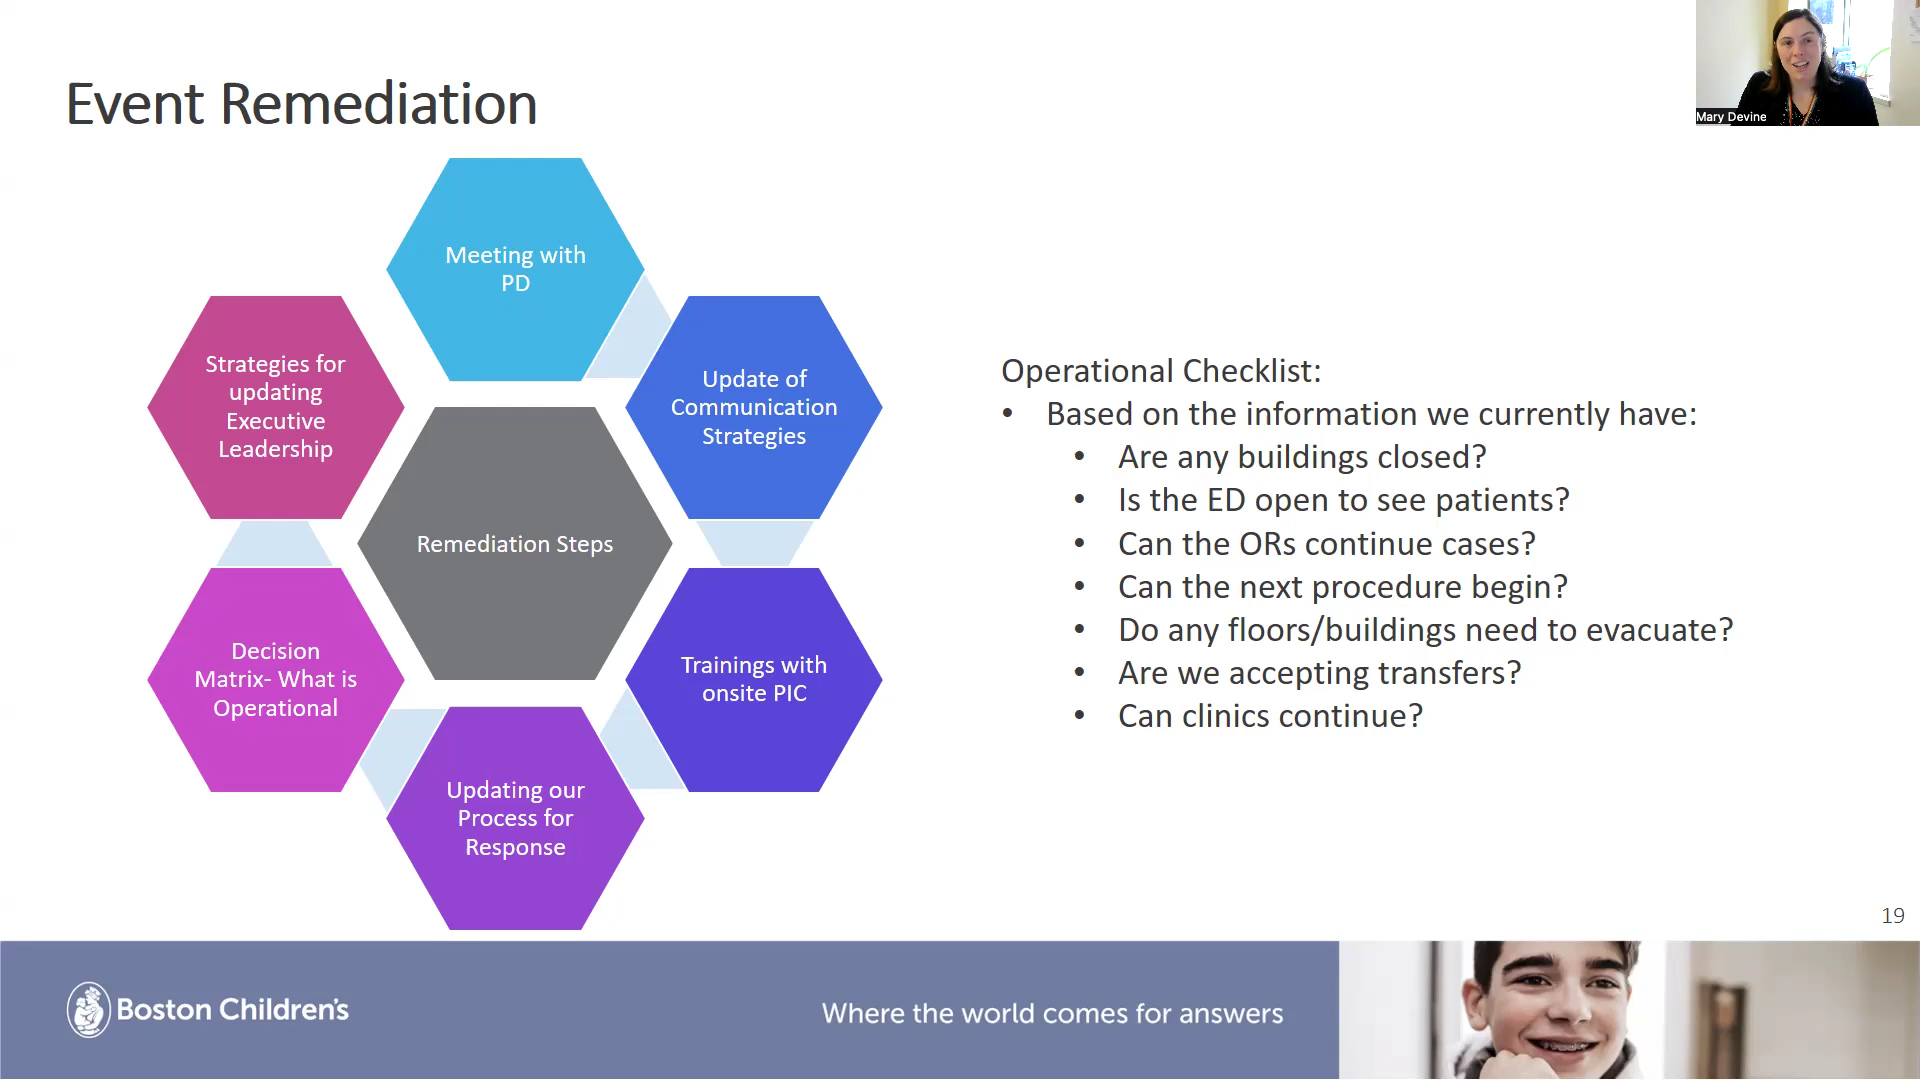 Event Remediation
Mary Devine
Meeting with
PD
Update of
Communication
Strategies
Trainings with
onsite PIC
Updating our
Process for
Response
Decision
Matrix- What is
Operational
Strategies for
updating
Executive
Leadership
Remediation Steps
Operational Checklist:
• Based on the information we currently have:
• Are any buildings closed?
• Is the ED open to see patients?
• Can the ORs continue cases?
• Can the next procedure begin?
• Do any floors/buildings need to evacuate?
• Are we accepting transfers?
• Can clinics continue?
19
Boston Children's
Where the world comes for answers